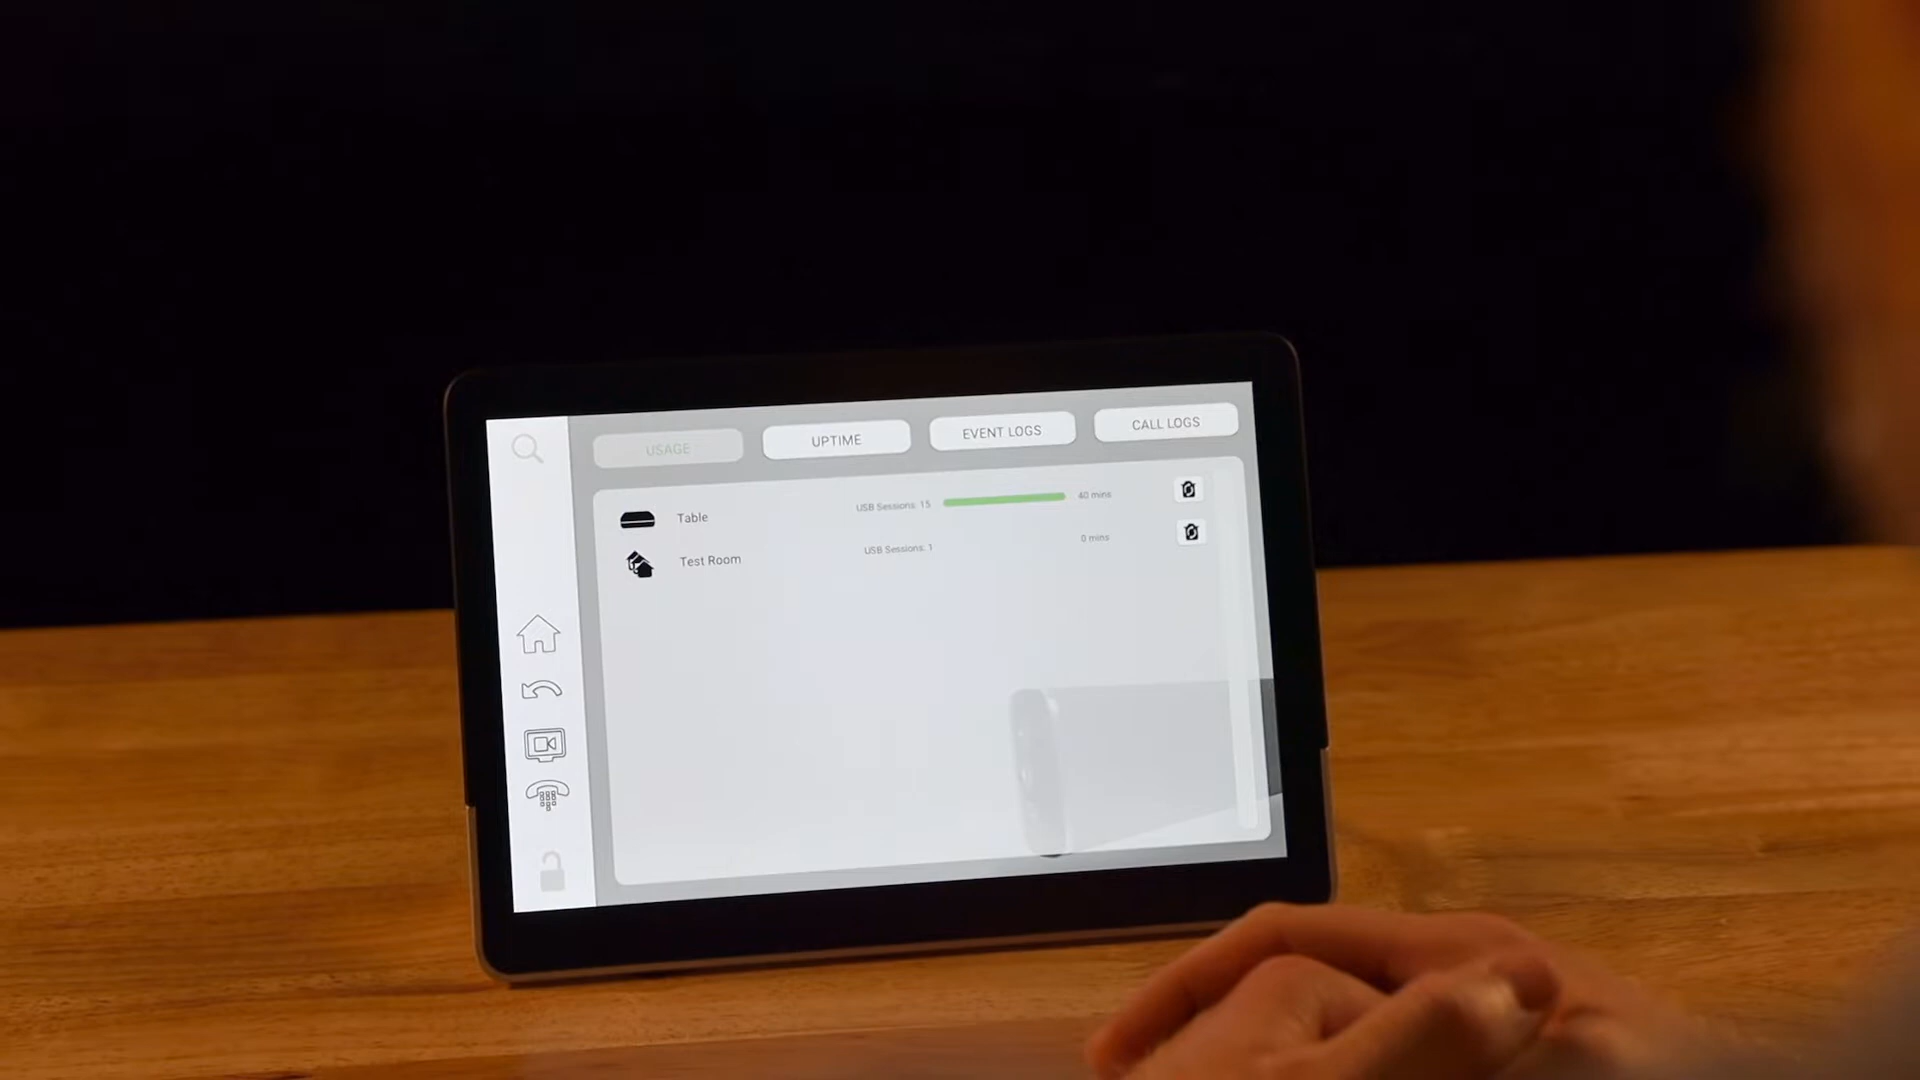 USAGE
UPTIME
EVENT LOGS
CALL LOGS
Table
USB Sessions: 15
40 mins
Test Room
USB Sessions: 1
0 mins